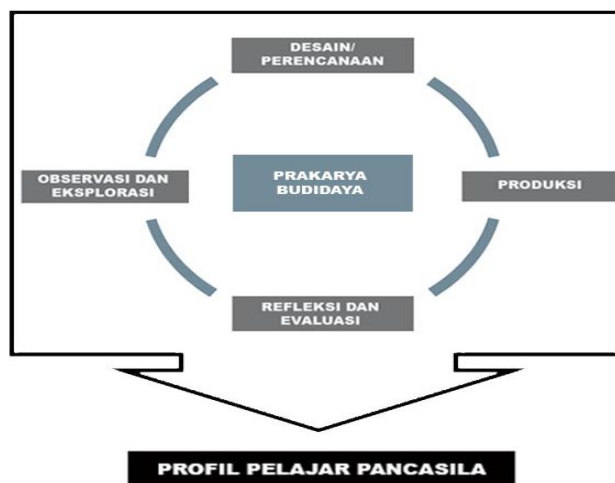 DESAIN/
PERENCANAAN
OBSERVASI DAN
EKSPLORASI
PRAKARYA
BUDIDAYA
PRODUKSI
REFLEKSI DAN
EVALUASI
PROFIL PELAJAR PANCASILA